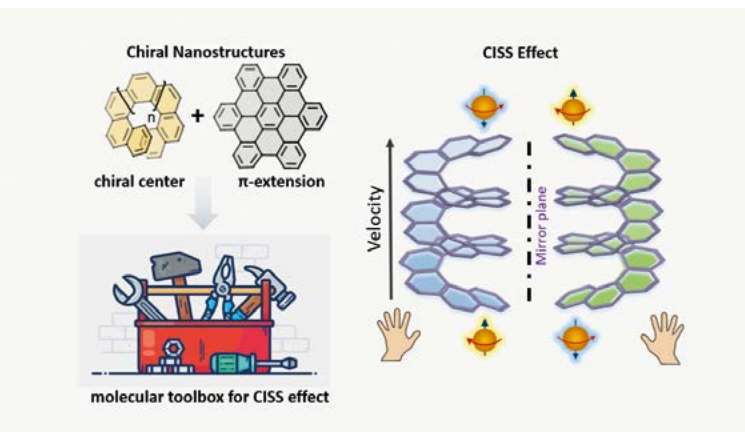 Chiral Nanostructures
n
+
chiral center
π-extension
molecular toolbox for CISS effect
CISS Effect
Velocity
Mirror plane